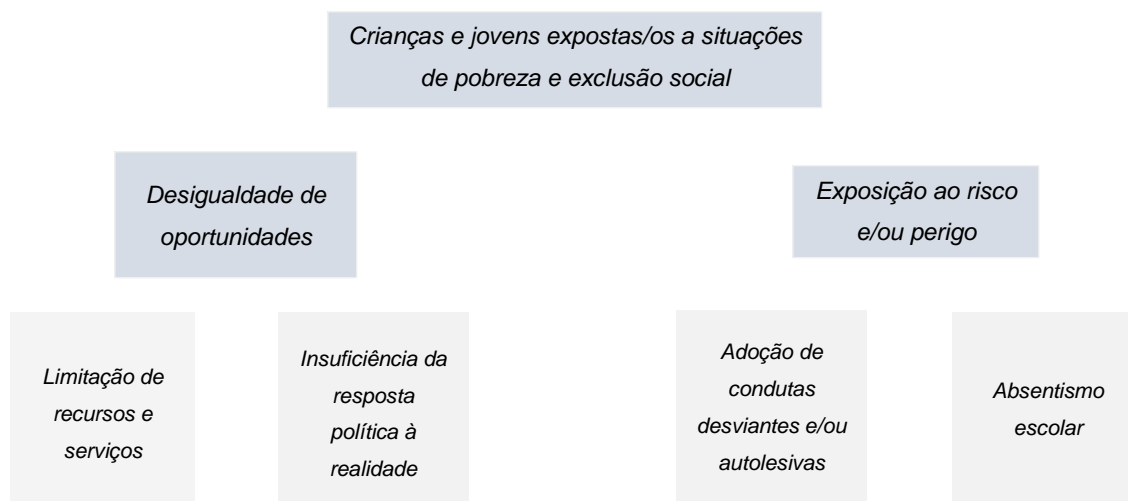 Crianças e jovens expostas/os a situações
de pobreza e exclusão social
Desigualdade de
oportunidades
Exposição ao risco
e/ou perigo
Limitação de
recursos e
serviços
Insuficiência da
resposta
política à
realidade
Adoção de
condutas
desviantes e/ou
autolesivas
Absentismo
escolar